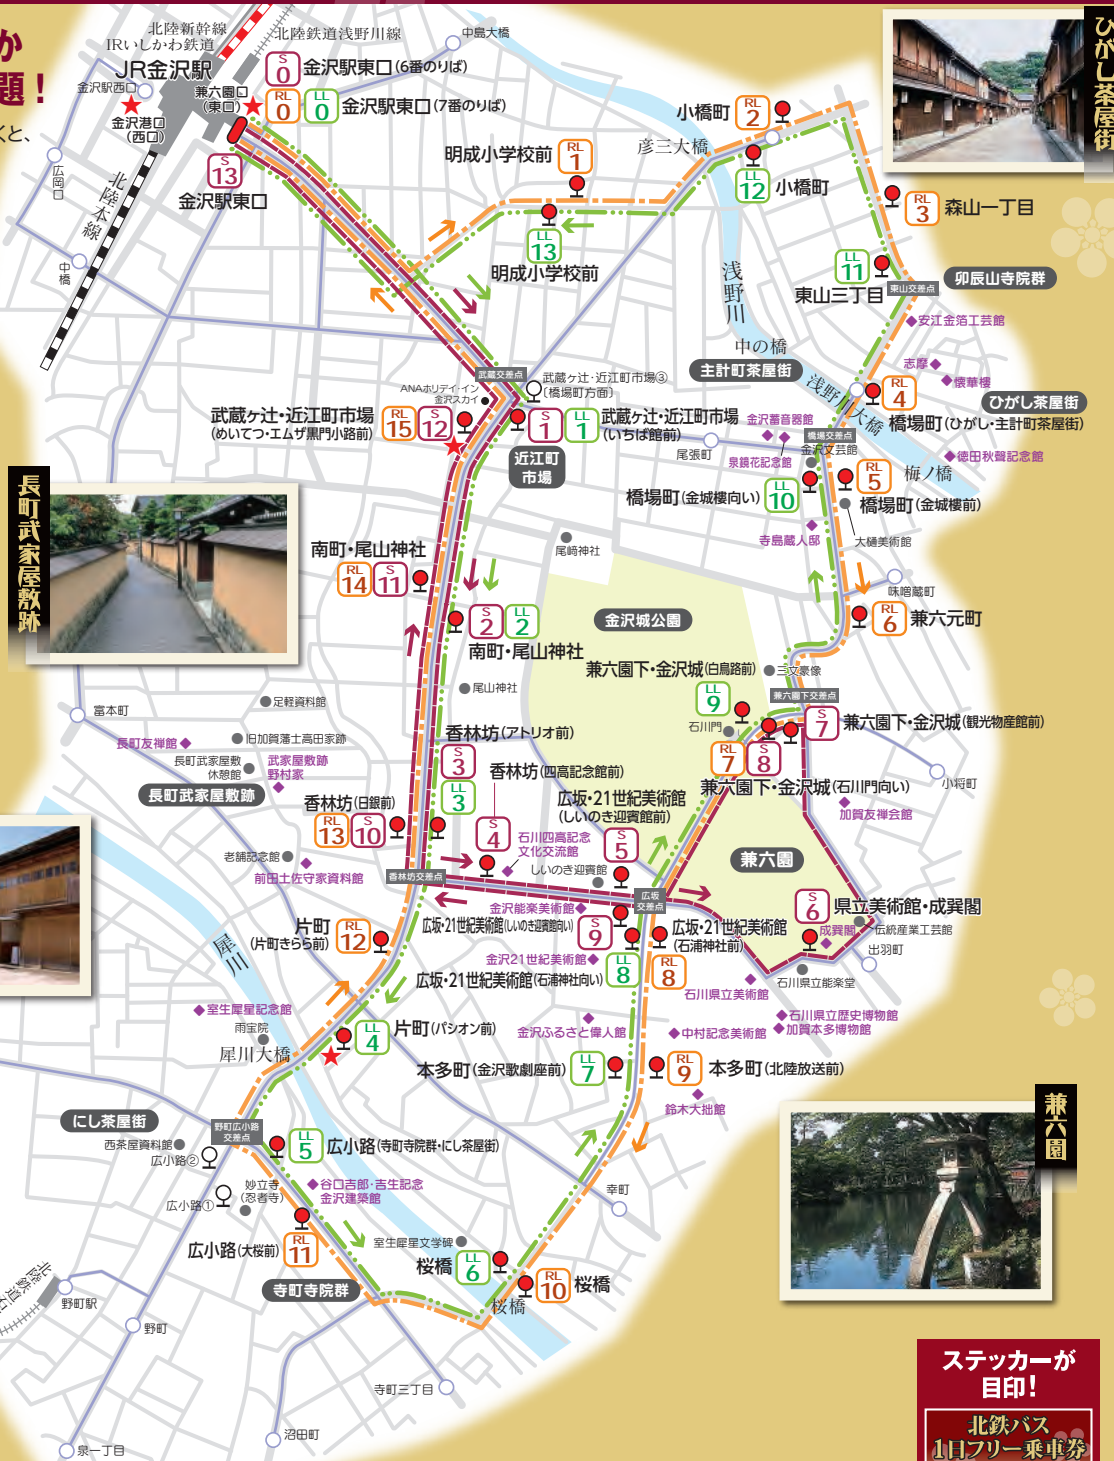 か
題！
くと、
北陸新幹線
IRいしかわ鉄道
北陸鉄道浅野川線
中島大橋
JR金沢駅
金沢駅西口
金沢港口
（西口）
兼六園口
（東口）
S 0 金沢駅東口（6番のりば）
RL 0 LL 0 金沢駅東口（7番のりば）
S 13
金沢駅東口
広岡口
北陸本線
中橋
明成小学校前 RL 1
LL 13
明成小学校前
小橋町 RL 2
彦三大橋
LL 12 小橋町
RL 3 森山一丁目
LL 11
東山三丁目
東山交差点
卯辰山寺院群
安江金箔工芸館
浅野川
中の橋
主計町茶屋街
志摩
懐華樓
ひがし茶屋街
浅野川大橋
RL 4
橋場町（ひがし・主計町茶屋街）
徳田秋聲記念館
梅ノ橋
武蔵交差点
武蔵ヶ辻・近江町市場③
〔橋場町方面〕
ANAホリデイ・イン
金沢スカイ
武蔵ヶ辻・近江町市場
（めいてつ・エムザ黒門小路前）
RL 15 S 12
S 1 LL 1
武蔵ヶ辻・近江町市場
（いちば館前）
近江町
市場
尾張町
金沢蓄音器館
泉鏡花記念館
橋場交差点
金沢文芸館
橋場町（金城樓向い） LL 10
RL 5
橋場町（金城樓前）
大樋美術館
寺島蔵人邸
味噌蔵町
RL 6 兼六元町
ひがし茶屋街
長町武家屋敷跡
南町・尾山神社
RL 14 S 11
尾﨑神社
金沢城公園
S 2 LL 2
南町・尾山神社
兼六園下・金沢城（白鳥路前）
LL 9
三文豪像
兼六園下交差点
石川門
S 7 兼六園下・金沢城（観光物産館前）
RL 7 S 8
兼六園下・金沢城（石川門向い）
小将町
加賀友禅会館
富本町
足軽資料館
尾山神社
長町友禅館
旧加賀藩士高田家跡
長町武家屋敷
休憩館
武家屋敷跡
野村家
長町武家屋敷跡
香林坊（アトリオ前）
S 3
LL 3
香林坊（四高記念館前）
S 4
香林坊（日銀前）
RL 13 S 10
老舗記念館
前田土佐守家資料館
香林坊交差点
石川四高記念
文化交流館
広坂・21世紀美術館
（しいのき迎賓館前）
S 5
しいのき迎賓館
兼六園
広坂
交差点
S 6 県立美術館・成巽閣
成巽閣
伝統産業工芸館
出羽町
石川県立能楽堂
金沢能楽美術館
広坂・21世紀美術館（しいのき迎賓館向い） S 9
金沢21世紀美術館
広坂・21世紀美術館（石浦神社向い） LL 8
広坂・21世紀美術館
（石浦神社前）
RL 8
石川県立美術館
石川県立歴史博物館
加賀本多博物館
片町
（片町きらら前）
RL 12
犀川
室生犀星記念館
雨宝院
犀川大橋
LL 4 片町（パシオン前）
金沢ふるさと偉人館
中村記念美術館
本多町（金沢歌劇座前） LL 7
RL 9 本多町（北陸放送前）
鈴木大拙館
にし茶屋街
野町広小路
交差点
西茶屋資料館
広小路②
LL 5 広小路（寺町寺院群・にし茶屋街）
妙立寺
（忍者寺）
広小路①
谷口吉郎・吉生記念
金沢建築館
広小路（大桜前） RL 11
寺町寺院群
室生犀星文学碑
桜橋 LL 6
RL 10 桜橋
桜橋
幸町
北陸鉄道石
野町駅
野町
寺町三丁目
沼田町
泉一丁目
兼六園
ステッカーが
目印！
北鉄バス
1日フリー乗車券